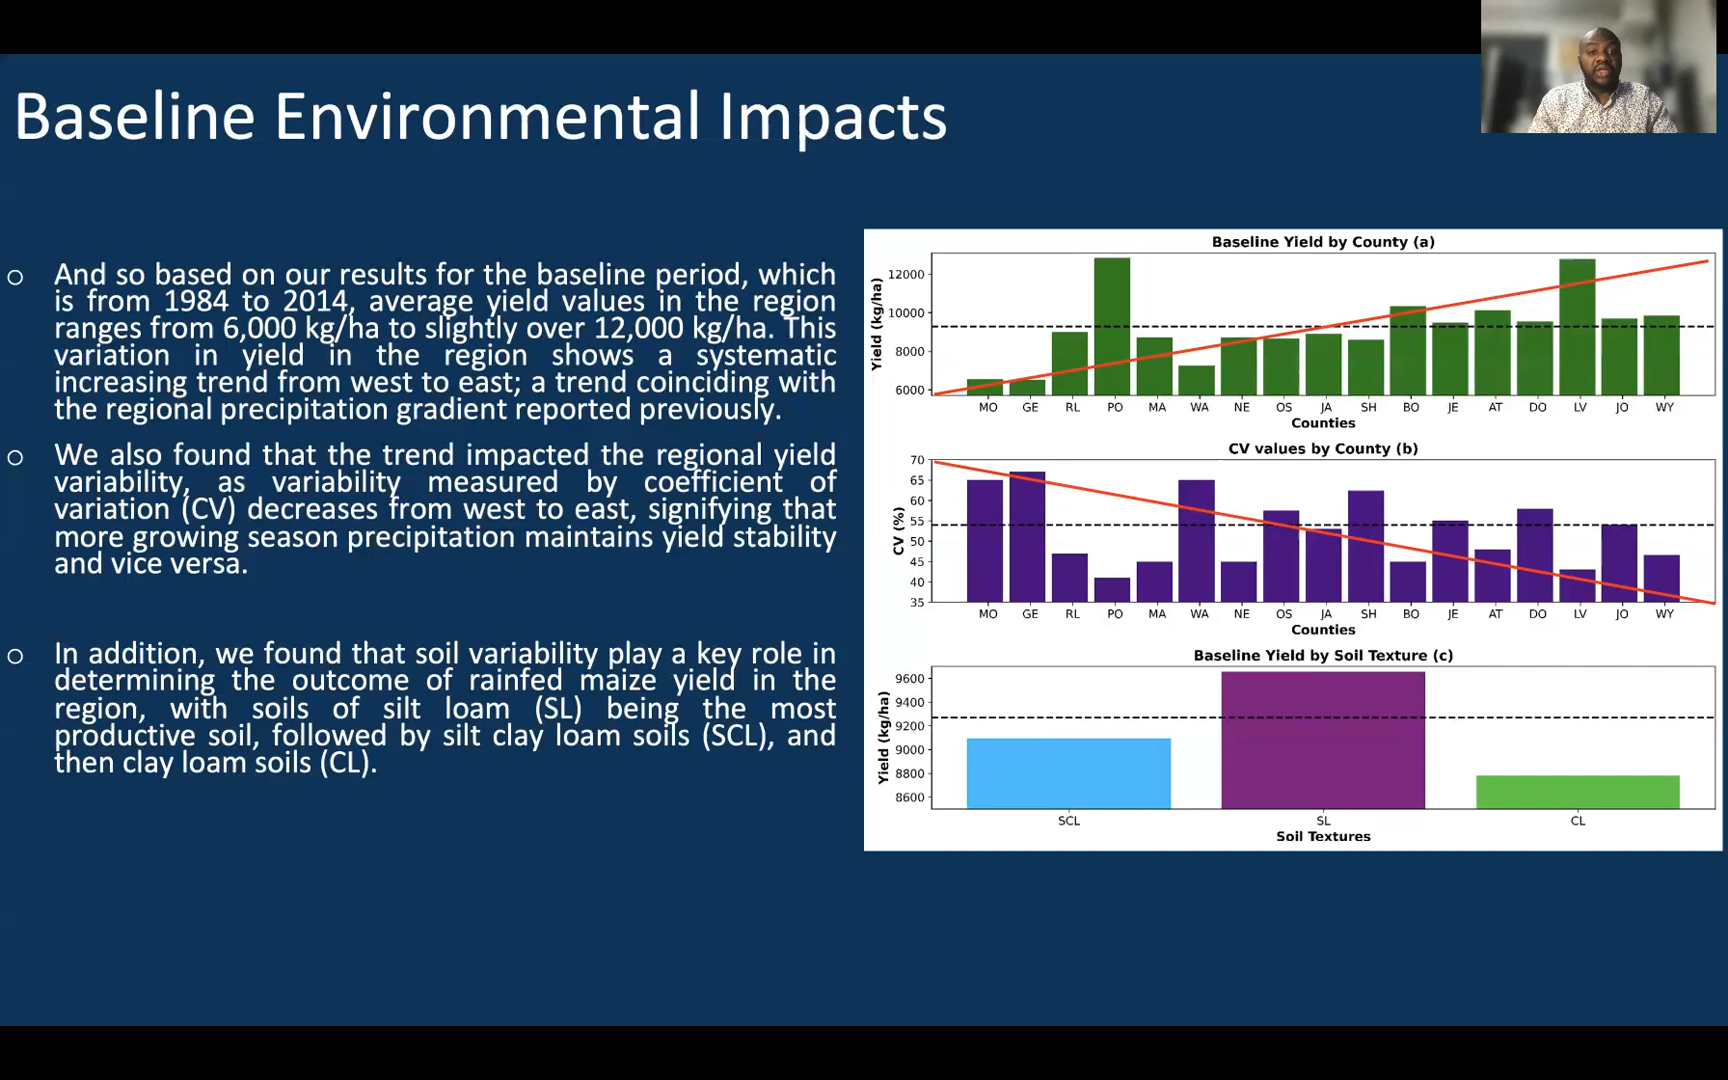 Baseline Environmental Impacts
o And so based on our results for the baseline period, which
is from 1984 to 2014, average yield values in the region
ranges from 6,000 kg/ha to slightly over 12,000 kg/ha. This
variation in yield in the region shows a systematic
increasing trend from west to east; a trend coinciding with
the regional precipitation gradient reported previously.
o We also found that the trend impacted the regional yield
variability, as variability measured by coefficient of
variation (CV) decreases from west to east, signifying that
more growing season precipitation maintains yield stability
and vice versa.
o In addition, we found that soil variability play a key role in
determining the outcome of rainfed maize yield in the
region, with soils of silt loam (SL) being the most
productive soil, followed by silt clay loam soils (SCL), and
then clay loam soils (CL).
Baseline Yield by County (a)
Yield (kg/ha)
12000
10000
8000
6000
MO GE RL PO MA WA NE OS JA SH BO JE AT DO LV JO WY
Counties
CV values by County (b)
CV (%)
70
65
60
55
50
45
40
35
MO GE RL PO MA WA NE OS JA SH BO JE AT DO LV JO WY
Counties
Baseline Yield by Soil Texture (c)
Yield (kg/ha)
9600
9400
9200
9000
8800
8600
SCL SL CL
Soil Textures